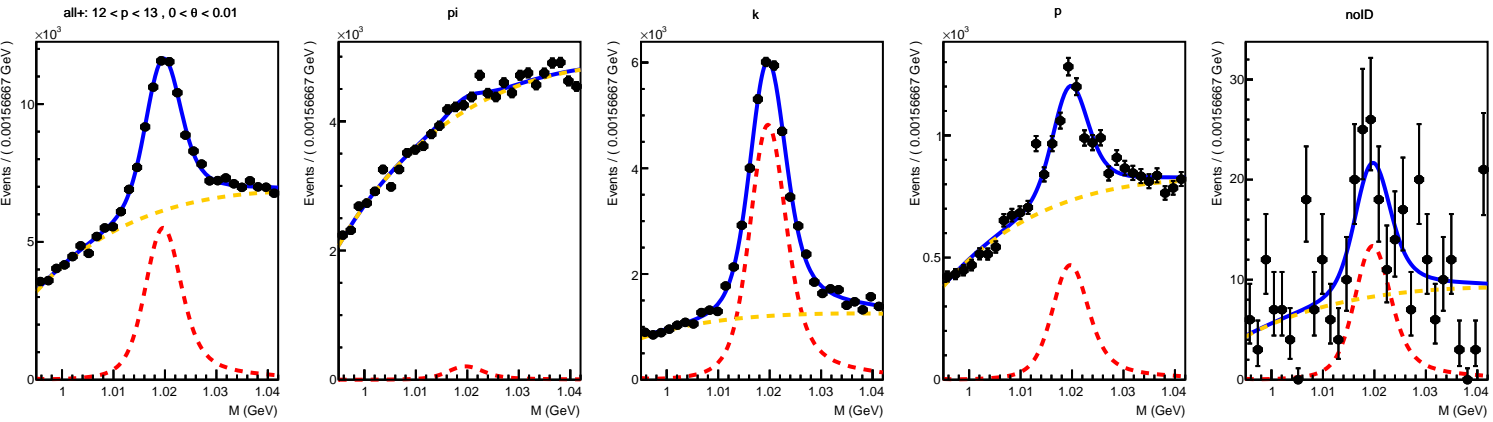 all+: 12 < p < 13 , 0 < θ < 0.01
×10³
Events / ( 0.00156667 GeV )
10
5
0
1 1.01 1.02 1.03 1.04
M (GeV)
pi
×10³
Events / ( 0.00156667 GeV )
4
2
0
1 1.01 1.02 1.03 1.04
M (GeV)
k
Events / ( 0.00156667 GeV )
6
4
2
0
1 1.01 1.02 1.03 1.04
M (GeV)
p
×10³
Events / ( 0.00156667 GeV )
1
0.5
0
1 1.01 1.02 1.03 1.04
M (GeV)
noID
Events / ( 0.00156667 GeV )
30
20
10
0
1 1.01 1.02 1.03 1.04
M (GeV)